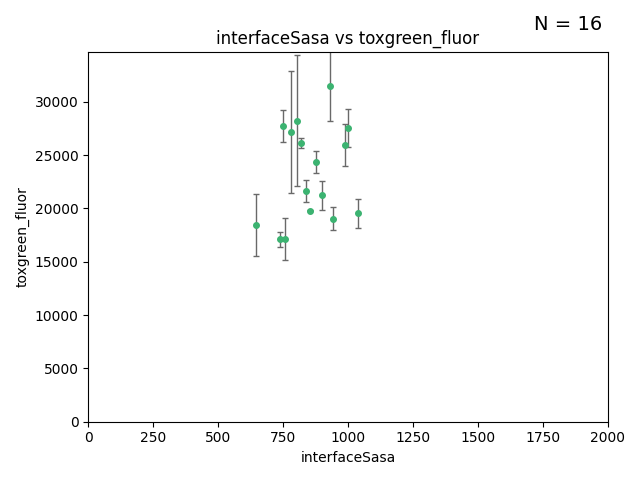 N = 16
interfaceSasa vs toxgreen_fluor
toxgreen_fluor
30000
25000
20000
15000
10000
5000
0
0 250 500 750 1000 1250 1500 1750 2000
interfaceSasa